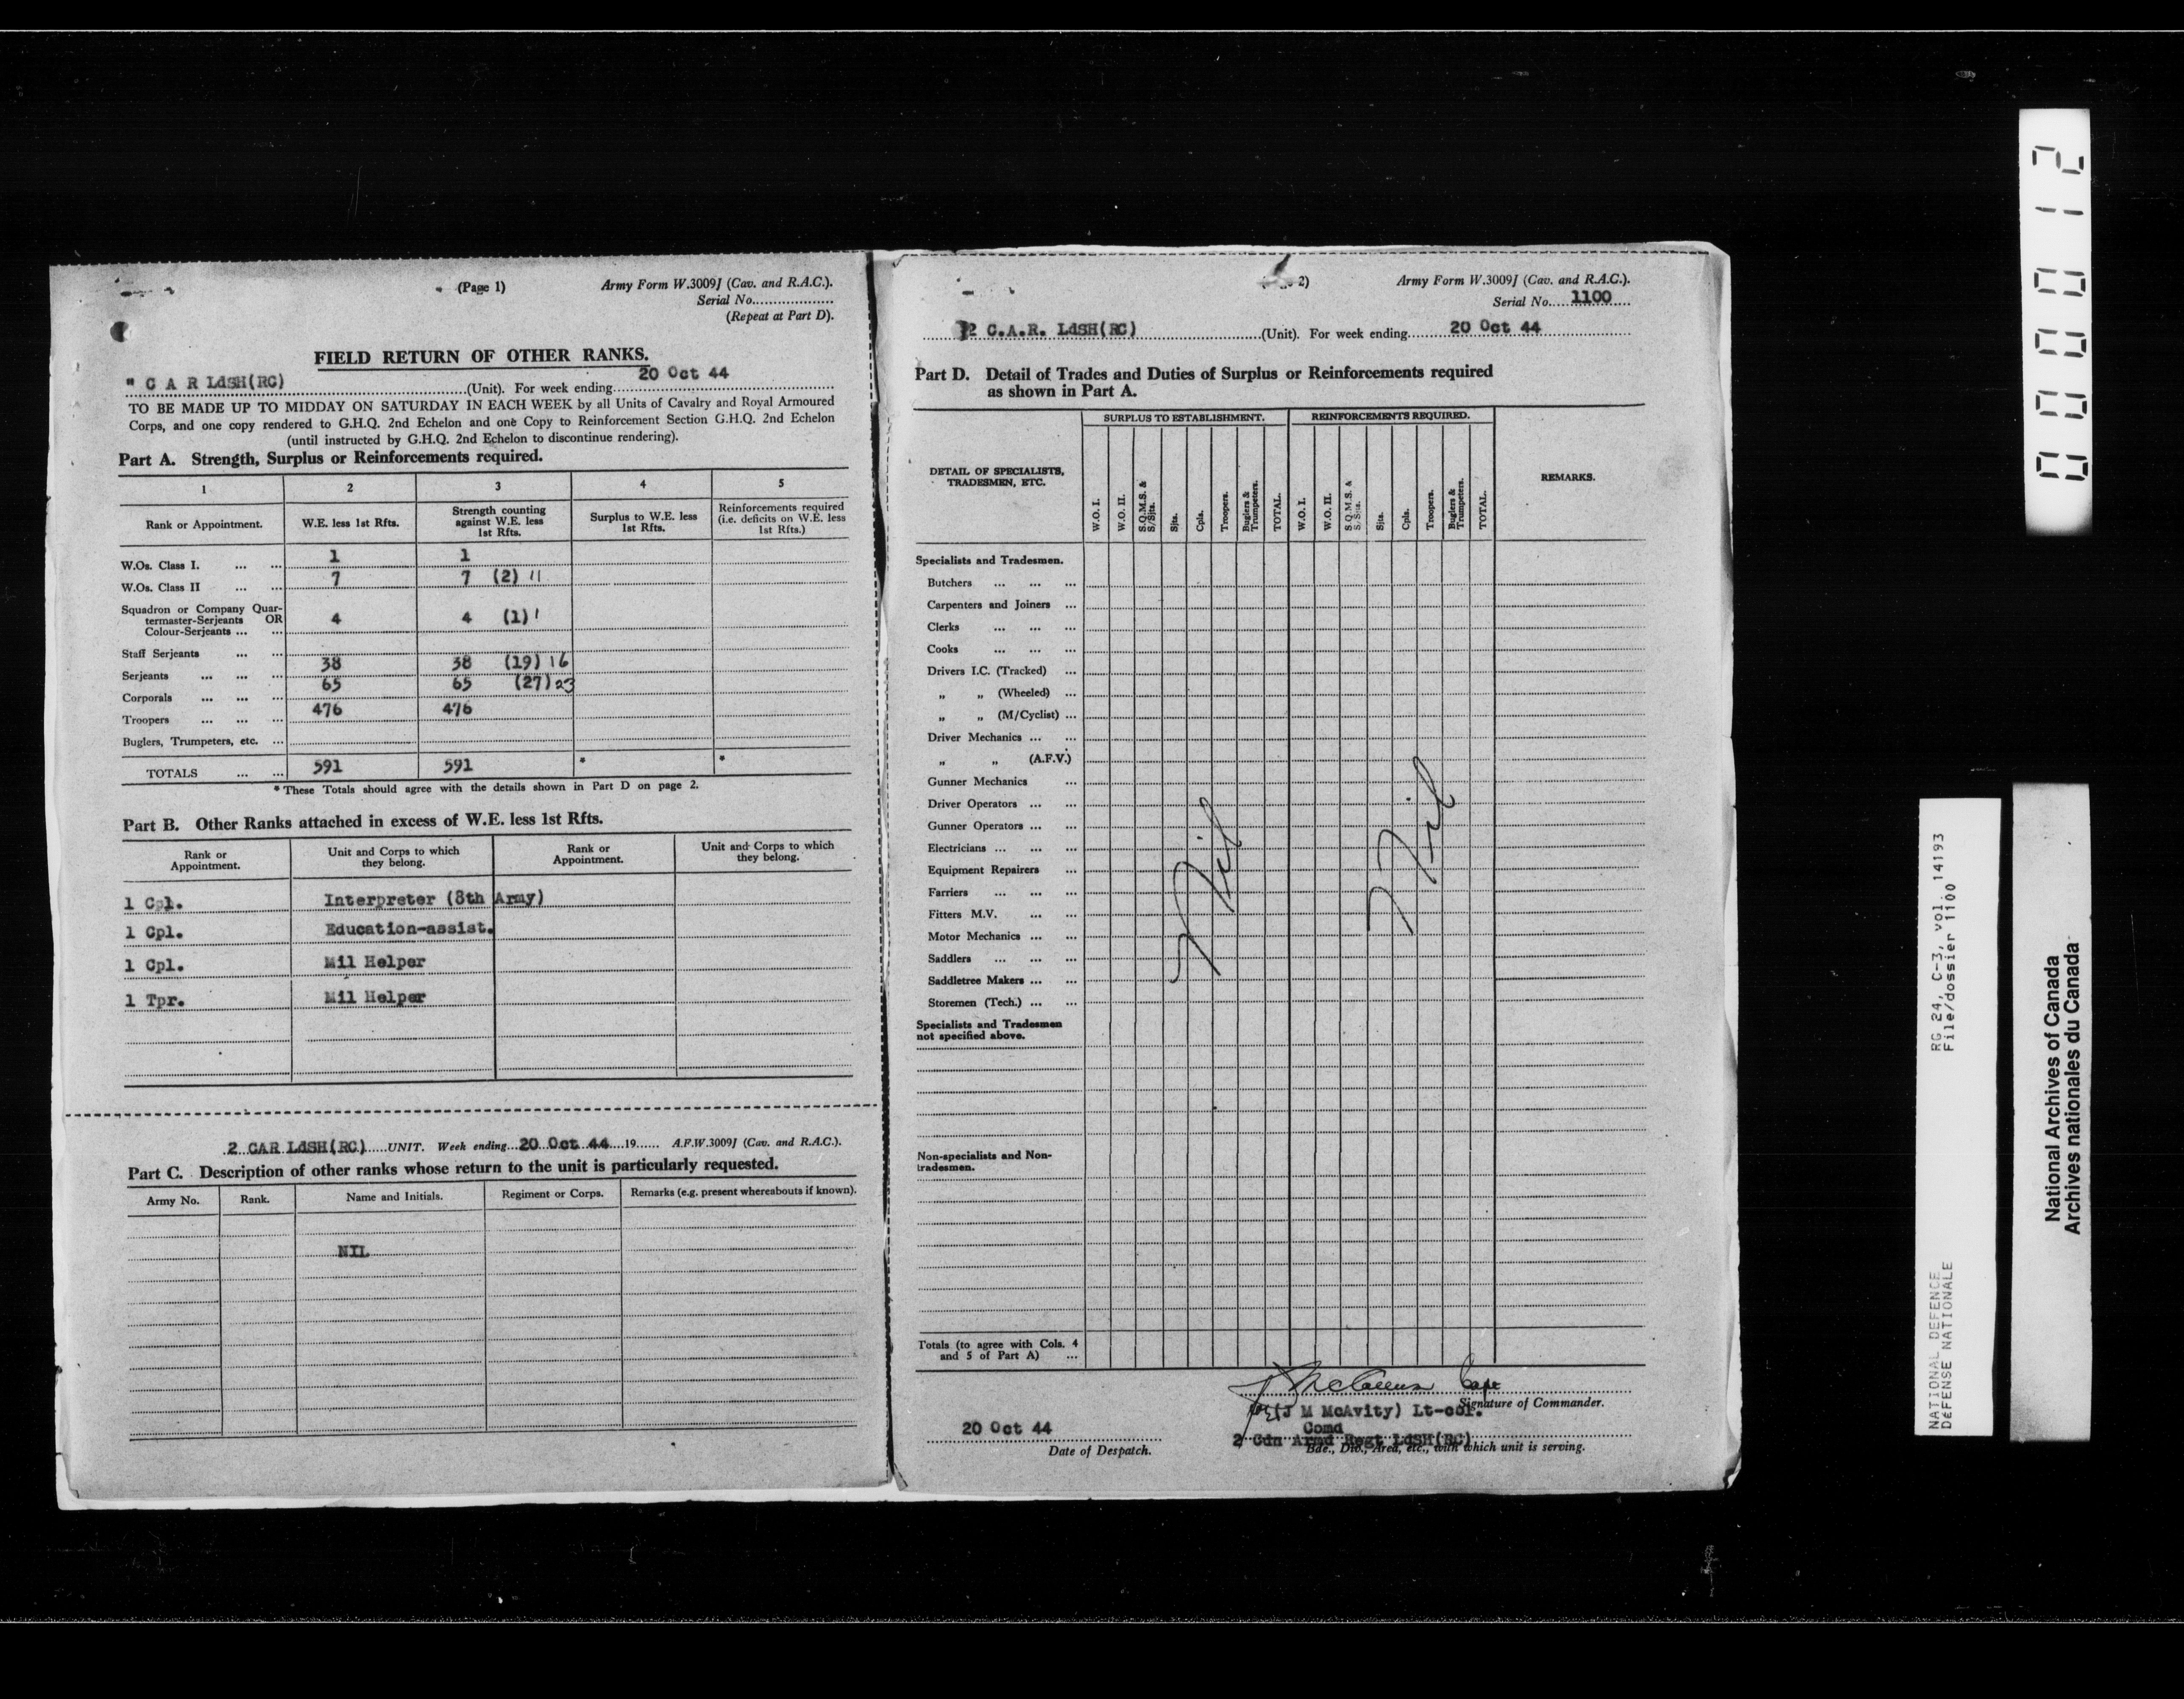 (Page 1)
Army Form W.3009J (Cav. and R.A.C.).
Serial No...................
(Repeat at Part D).
FIELD RETURN OF OTHER RANKS.
" C A R LdSH(RC) (Unit). For week ending 20 Oct 44
TO BE MADE UP TO MIDDAY ON SATURDAY IN EACH WEEK by all Units of Cavalry and Royal Armoured
Corps, and one copy rendered to G.H.Q. 2nd Echelon and one Copy to Reinforcement Section G.H.Q. 2nd Echelon
(until instructed by G.H.Q. 2nd Echelon to discontinue rendering).
Part A. Strength, Surplus or Reinforcements required.
1 2 3 4 5
Rank or Appointment. W.E. less 1st Rfts. Strength counting against W.E. less 1st Rfts. Surplus to W.E. less 1st Rfts. Reinforcements required (i.e. deficits on W.E. less 1st Rfts.)
W.Os. Class I. ... ... 1 1
W.Os. Class II ... ... 7 7 (2) 11
Squadron or Company Quar-
termaster-Serjeants OR 4 4 (1) 1
Colour-Serjeants ... ...
Staff Serjeants ... ...
Serjeants ... ... ... 38 38 (19) 16
Corporals ... ... ... 65 65 (27) 23
Troopers ... ... ... 476 476
Buglers, Trumpeters, etc. ...
TOTALS ... ... 591 591 * *
* These Totals should agree with the details shown in Part D on page 2.
Part B. Other Ranks attached in excess of W.E. less 1st Rfts.
Rank or Appointment. Unit and Corps to which they belong. Rank or Appointment. Unit and Corps to which they belong.
1 Cpl. Interpreter (8th Army)
1 Cpl. Education-assist.
1 Cpl. Mil Helper
1 Tpr. Mil Helper
2 CAR LdSH(RC) UNIT. Week ending 20 Oct 44 19...... A.F.W.3009J (Cav. and R.A.C.).
Part C. Description of other ranks whose return to the unit is particularly requested.
Army No. Rank. Name and Initials. Regiment or Corps. Remarks (e.g. present whereabouts if known).
NIL
2)
Army Form W.3009J (Cav. and R.A.C.).
Serial No. 1100
2 C.A.R. LdSH(RC) (Unit). For week ending 20 Oct 44
Part D. Detail of Trades and Duties of Surplus or Reinforcements required
as shown in Part A.
DETAIL OF SPECIALISTS, TRADESMEN, ETC. SURPLUS TO ESTABLISHMENT. REINFORCEMENTS REQUIRED. REMARKS.
W.O. I. W.O. II. S.Q.M.S. & S/Sjts. Sjts. Cpls. Troopers. Buglers & Trumpeters. TOTAL. W.O. I. W.O. II. S.Q.M.S. & S/Sjts. Sjts. Cpls. Troopers. Buglers & Trumpeters. TOTAL.
Specialists and Tradesmen.
Butchers ... ... ...
Carpenters and Joiners ...
Clerks ... ... ...
Cooks ... ... ...
Drivers I.C. (Tracked) ...
„ „ (Wheeled) ...
„ „ (M/Cyclist) ...
Driver Mechanics ... ...
„ „ (A.F.V.)
Gunner Mechanics ...
Driver Operators ... ...
Gunner Operators ... ...
Electricians ... ... ...
Equipment Repairers ...
Farriers ... ... ...
Fitters M.V. ... ...
Motor Mechanics ... ...
Saddlers ... ... ...
Saddletree Makers ... ...
Storemen (Tech.) ... ...
Nil Nil
Specialists and Tradesmen
not specified above.
Non-specialists and Non-
tradesmen.
Totals (to agree with Cols. 4
and 5 of Part A) ...
Capt
Signature of Commander.
for (J M McAvity) Lt-col.
Comd
2 Cdn Armd Regt LdSH(RC)
Bde., Div., Area, etc., with which unit is serving.
20 Oct 44
Date of Despatch.
000012
RG 24, C-3, vol. 14193
File/dossier 1100
NATIONAL DEFENCE
DÉFENSE NATIONALE
National Archives of Canada
Archives nationales du Canada